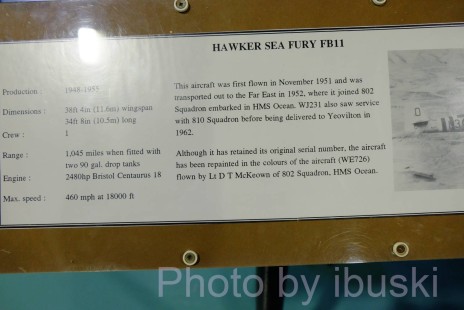 HAWKER SEA FURY FB11
Production : 1948-1955
Dimensions : 38ft 4in (11.6m) wingspan
34ft 8in (10.5m) long
Crew : 1
Range : 1,045 miles when fitted with
two 90 gal. drop tanks
Engine : 2480hp Bristol Centaurus 18
Max. speed : 460 mph at 18000 ft
This aircraft was first flown in November 1951 and was
transported out to the Far East in 1952, where it joined 802
Squadron embarked in HMS Ocean. WJ231 also saw service
with 810 Squadron before being delivered to Yeovilton in
1962.
Although it has retained its original serial number, the aircraft
has been repainted in the colours of the aircraft (WE726)
flown by Lt D T McKeown of 802 Squadron, HMS Ocean.
Photo by ibuski